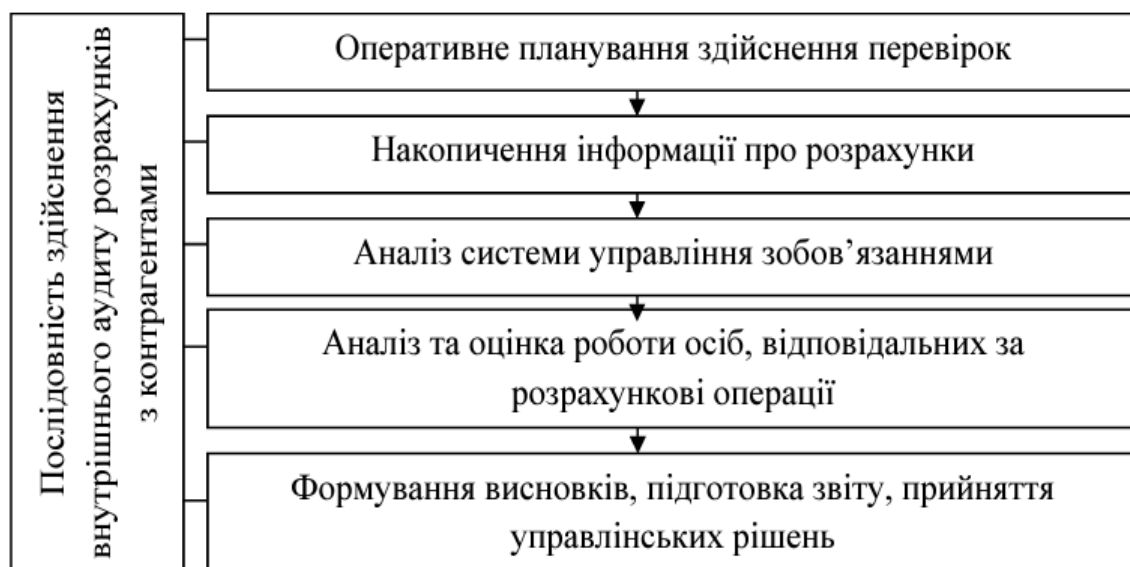 Послідовність здійснення
внутрішнього аудиту розрахунків
з контрагентами
Оперативне планування здійснення перевірок
Накопичення інформації про розрахунки
Аналіз системи управління зобов’язаннями
Аналіз та оцінка роботи осіб, відповідальних за
розрахункові операції
Формування висновків, підготовка звіту, прийняття
управлінських рішень